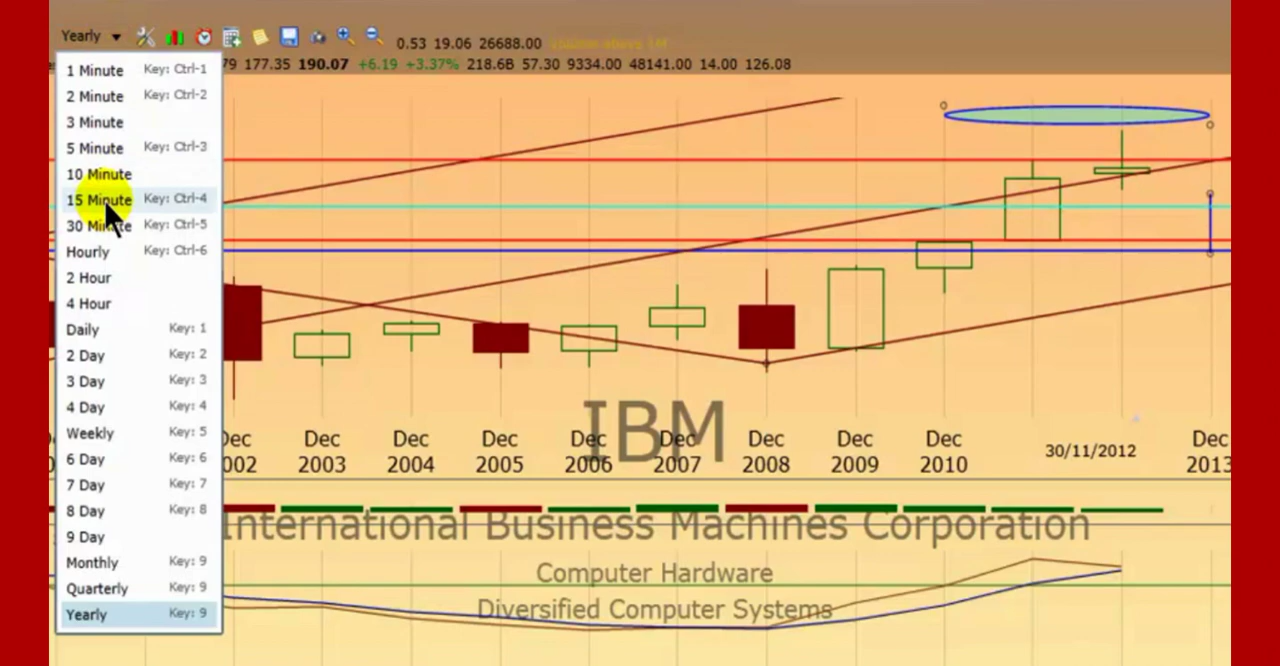 Yearly
0.53 19.06 26688.00
79 177.35 190.07 +6.19 +3.37% 218.6B 57.30 9334.00 48141.00 14.00 126.08
1 Minute Key: Ctrl-1
2 Minute Key: Ctrl-2
3 Minute
5 Minute Key: Ctrl-3
10 Minute
15 Minute Key: Ctrl-4
30 Minute Key: Ctrl-5
Hourly Key: Ctrl-6
2 Hour
4 Hour
Daily Key: 1
2 Day Key: 2
3 Day Key: 3
4 Day Key: 4
Weekly Key: 5
6 Day Key: 6
7 Day Key: 7
8 Day Key: 8
9 Day
Monthly Key: 9
Quarterly Key: 9
Yearly Key: 9
IBM
Dec Dec Dec Dec Dec Dec Dec Dec Dec 30/11/2012 Dec
002 2003 2004 2005 2006 2007 2008 2009 2010 2013
International Business Machines Corporation
Computer Hardware
Diversified Computer Systems